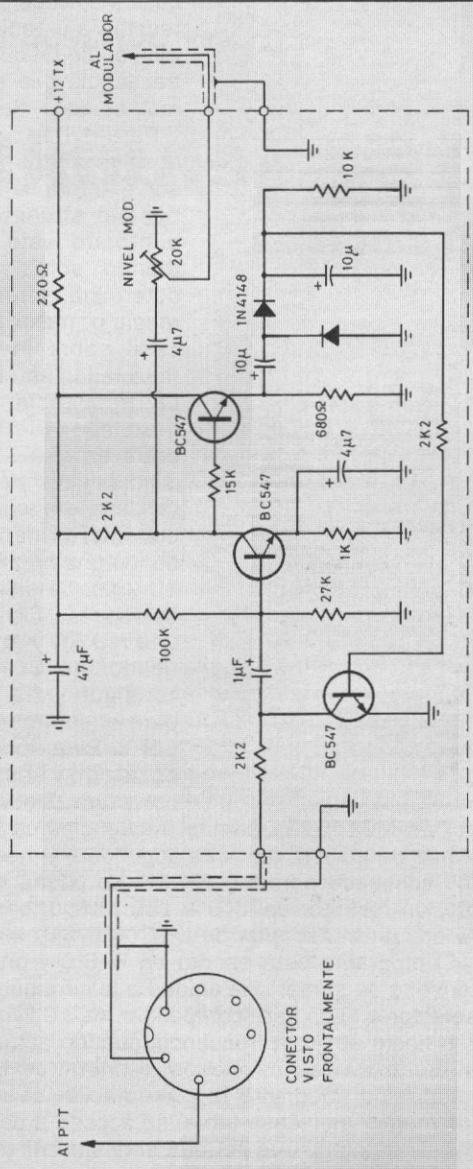 Al PTT
CONECTOR
VISTO
FRONTALMENTE
47µF
220Ω
+12 TX
AL
MODULADOR
100K
2K2
NIVEL MOD.
20K
4µ7
BC547
15K
2K2
1µF
BC547
10µ
1N4148
10µ
10K
27K
1K
4µ7
680Ω
BC547
2K2